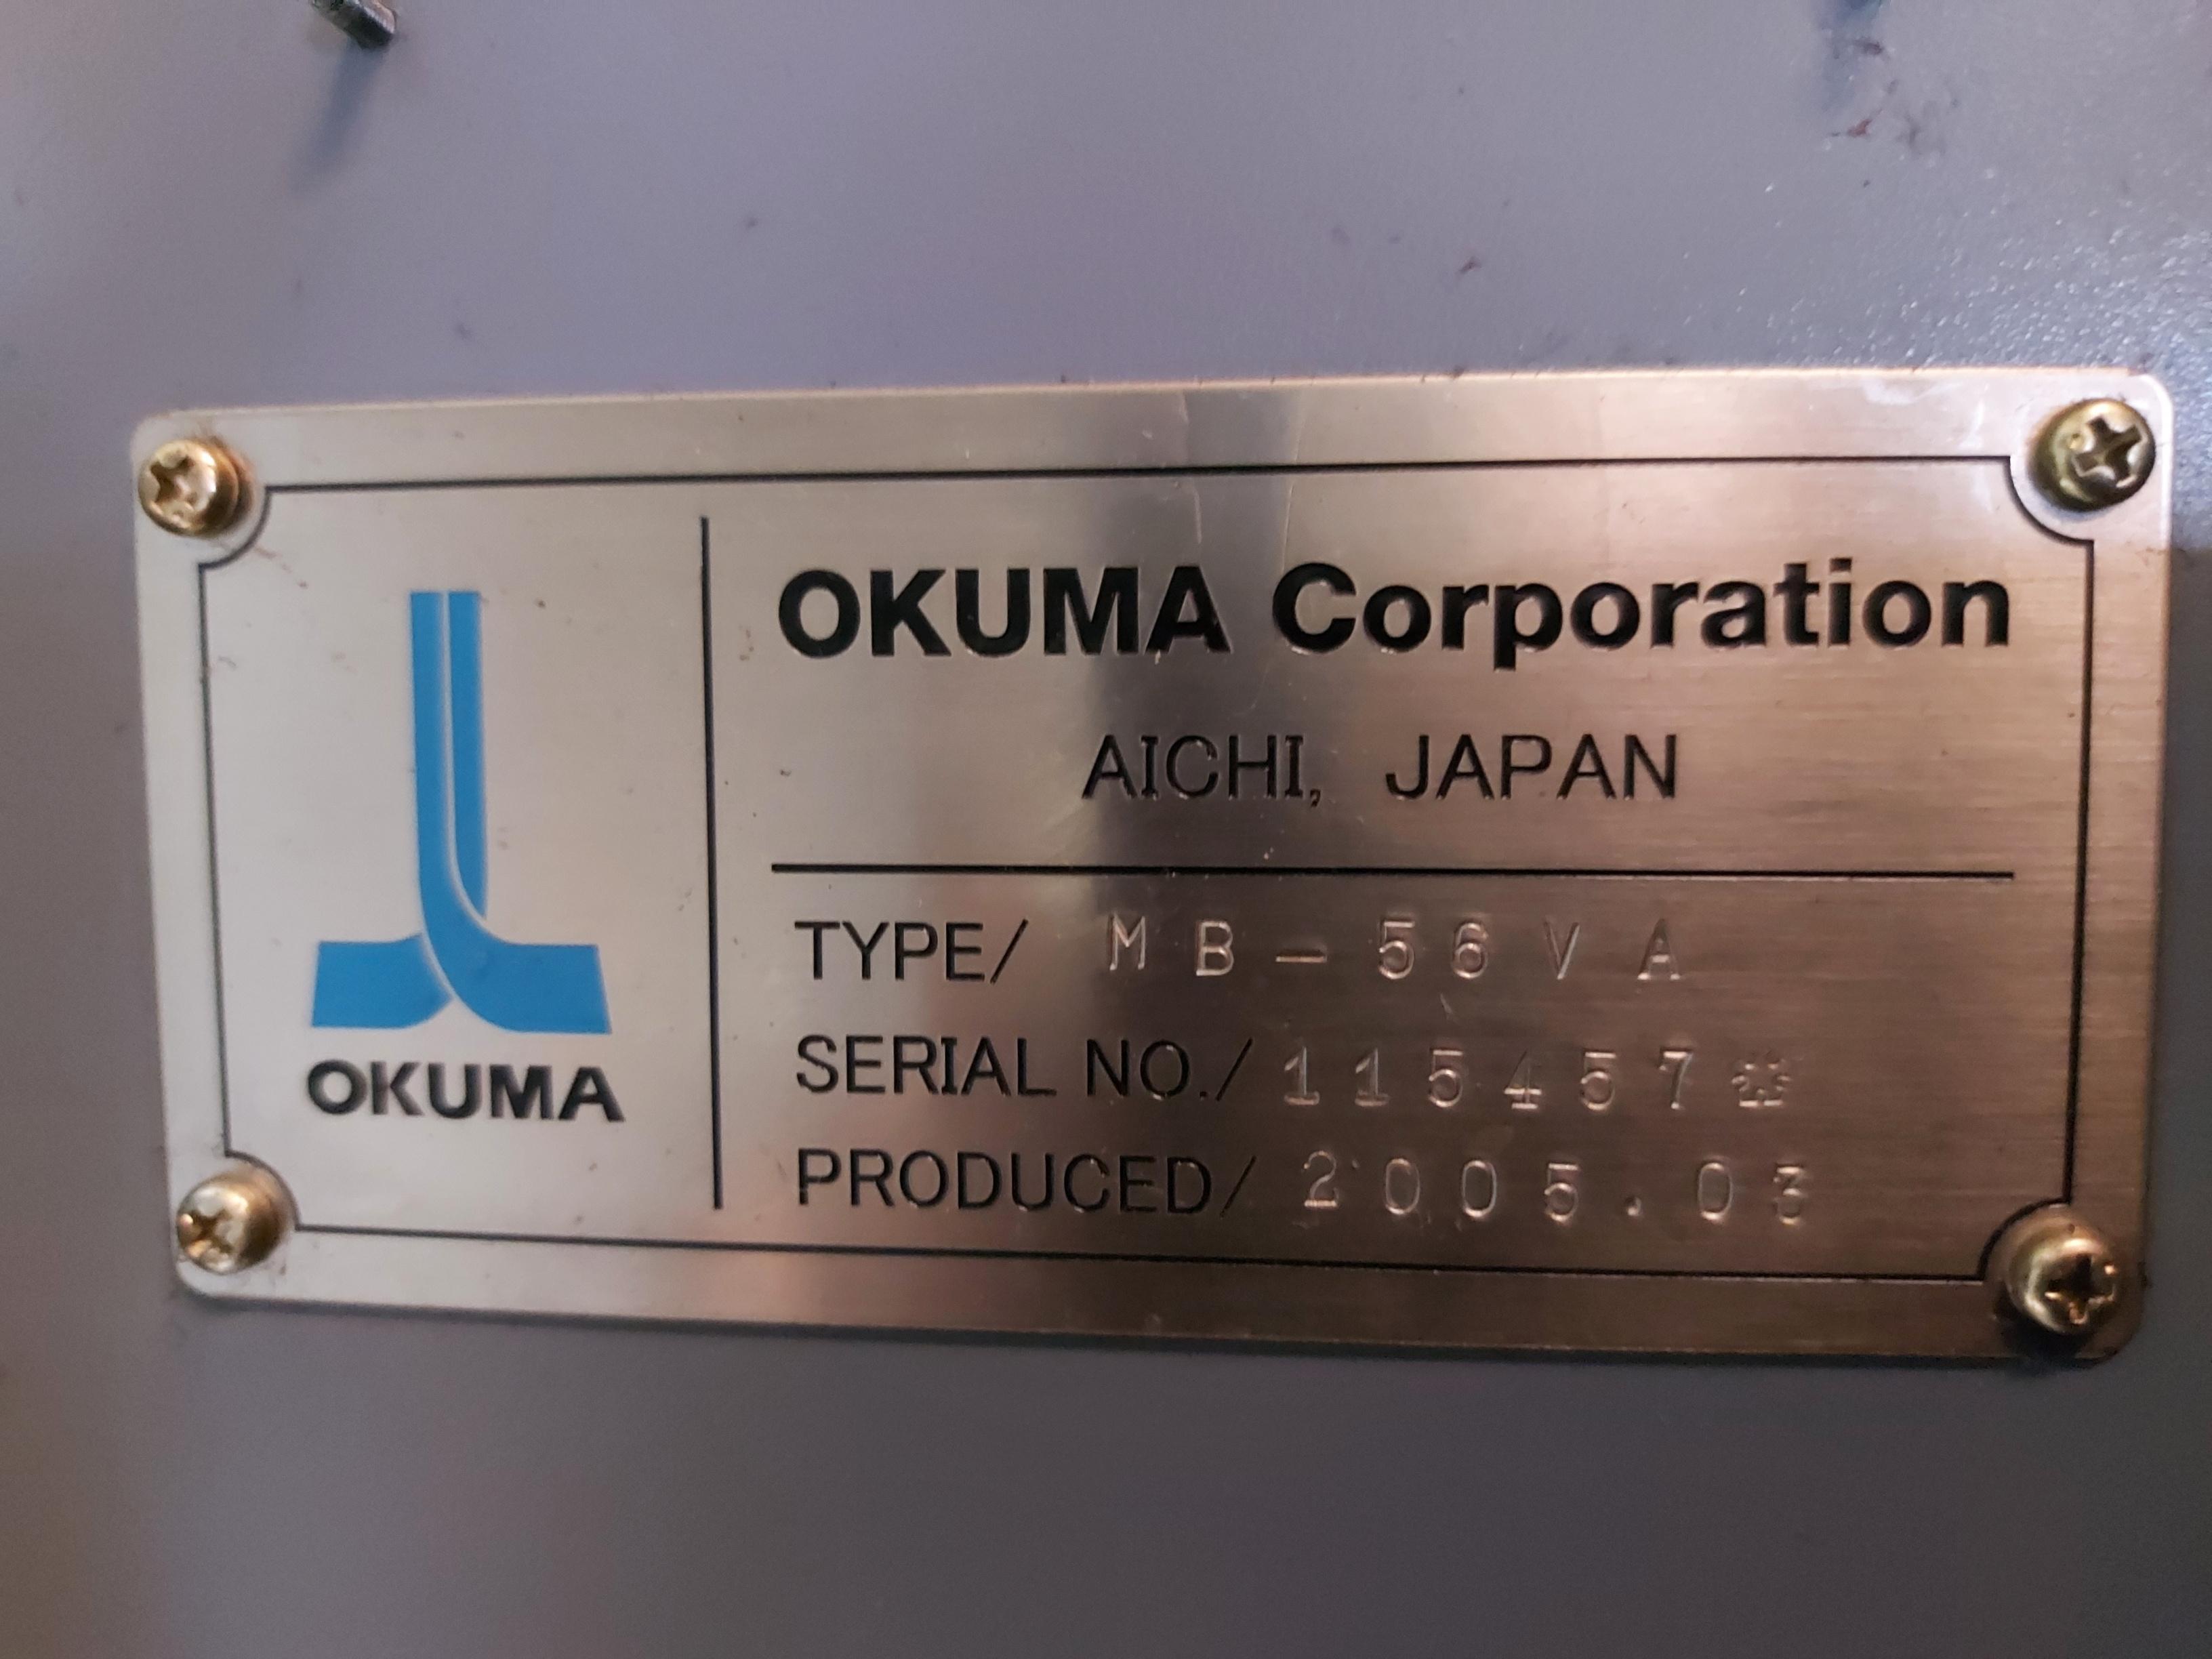 OKUMA
OKUMA Corporation
AICHI, JAPAN
TYPE/ MB-56VA
SERIAL NO./ 115457
PRODUCED/ 2005.03